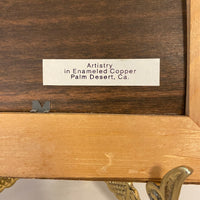 Artistry
in Enameled Copper
Palm Desert, Ca.